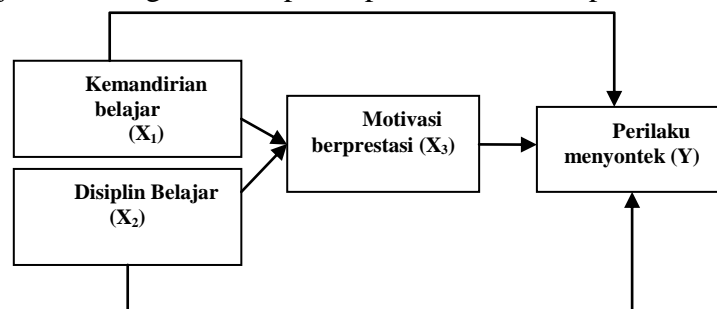 Kemandirian
belajar
(X₁)
Motivasi
berprestasi (X₃)
Perilaku
menyontek (Y)
Disiplin Belajar
(X₂)